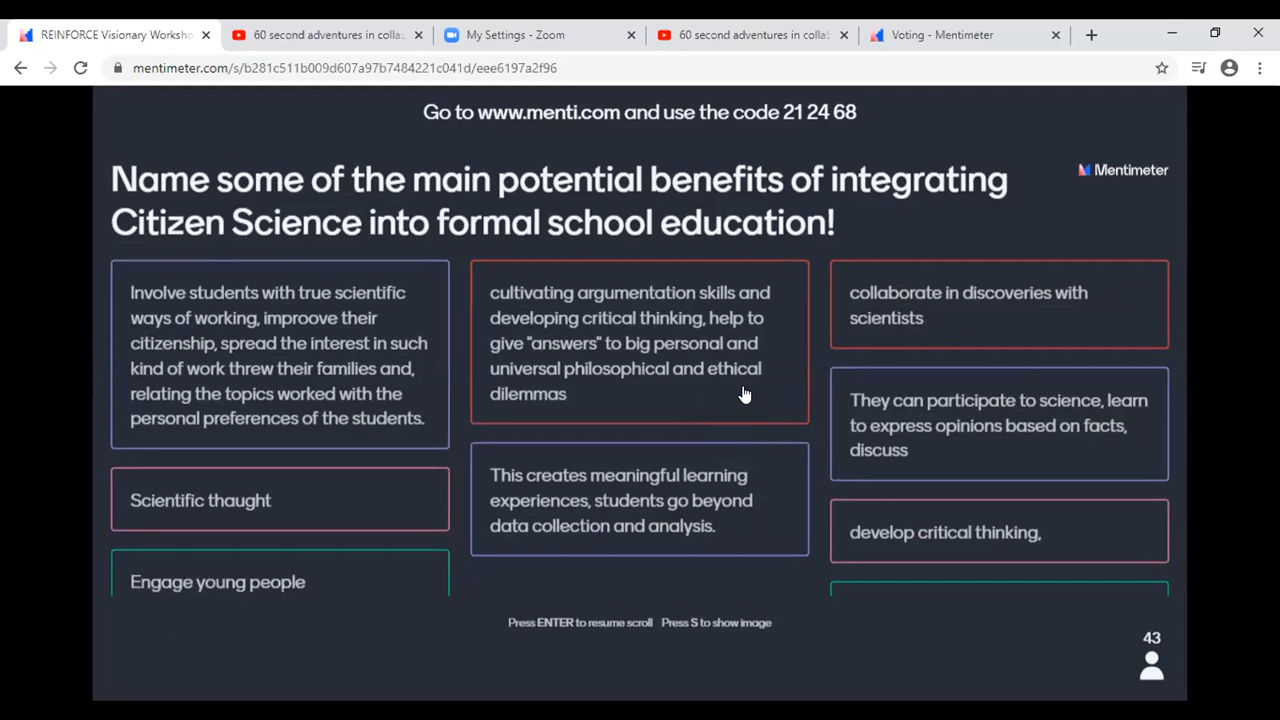 REINFORCE Visionary Worksho
60 second adventures in colla
My Settings - Zoom
60 second adventures in colla
Voting - Mentimeter
mentimeter.com/s/b281c511b009d607a97b7484221c041d/eee6197a2f96
Go to www.menti.com and use the code 21 24 68
Name some of the main potential benefits of integrating
Citizen Science into formal school education!
Mentimeter
Involve students with true scientific
ways of working, improove their
citizenship, spread the interest in such
kind of work threw their families and,
relating the topics worked with the
personal preferences of the students.
Scientific thaught
Engage young people
cultivating argumentation skills and
developing critical thinking, help to
give "answers" to big personal and
universal philosophical and ethical
dilemmas
This creates meaningful learning
experiences, students go beyond
data collection and analysis.
collaborate in discoveries with
scientists
They can participate to science, learn
to express opinions based on facts,
discuss
develop critical thinking,
Press ENTER to resume scroll Press S to show image
43